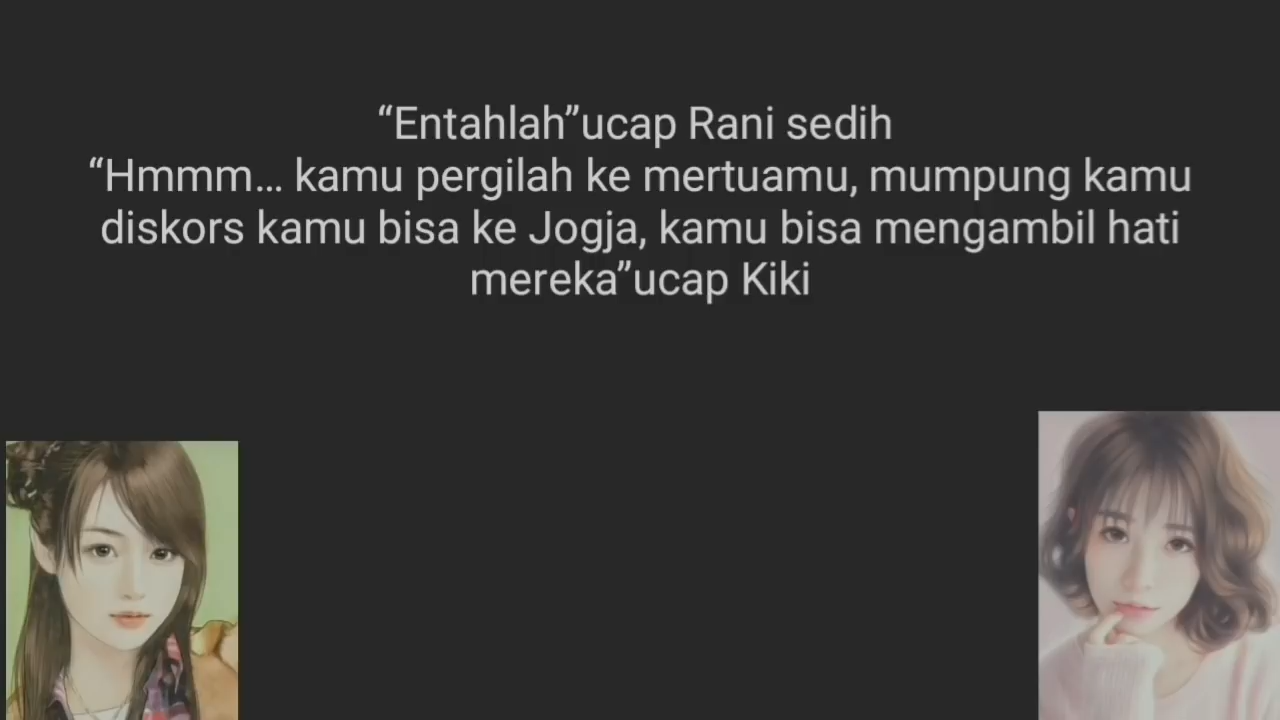 “Entahlah”ucap Rani sedih
“Hmmm... kamu pergilah ke mertuamu, mumpung kamu
diskors kamu bisa ke Jogja, kamu bisa mengambil hati
mereka”ucap Kiki